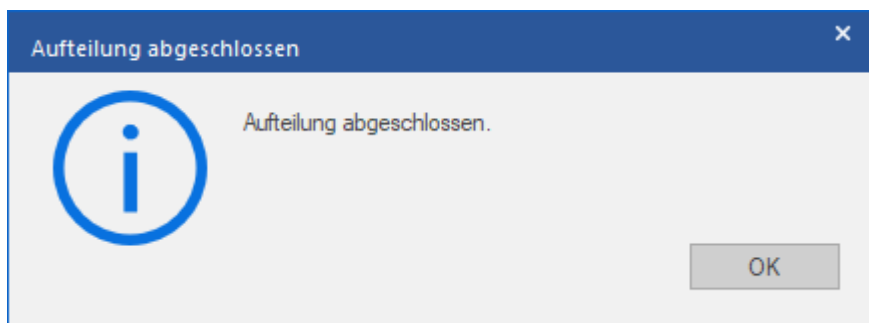 Aufteilung abgeschlossen
Aufteilung abgeschlossen.
OK